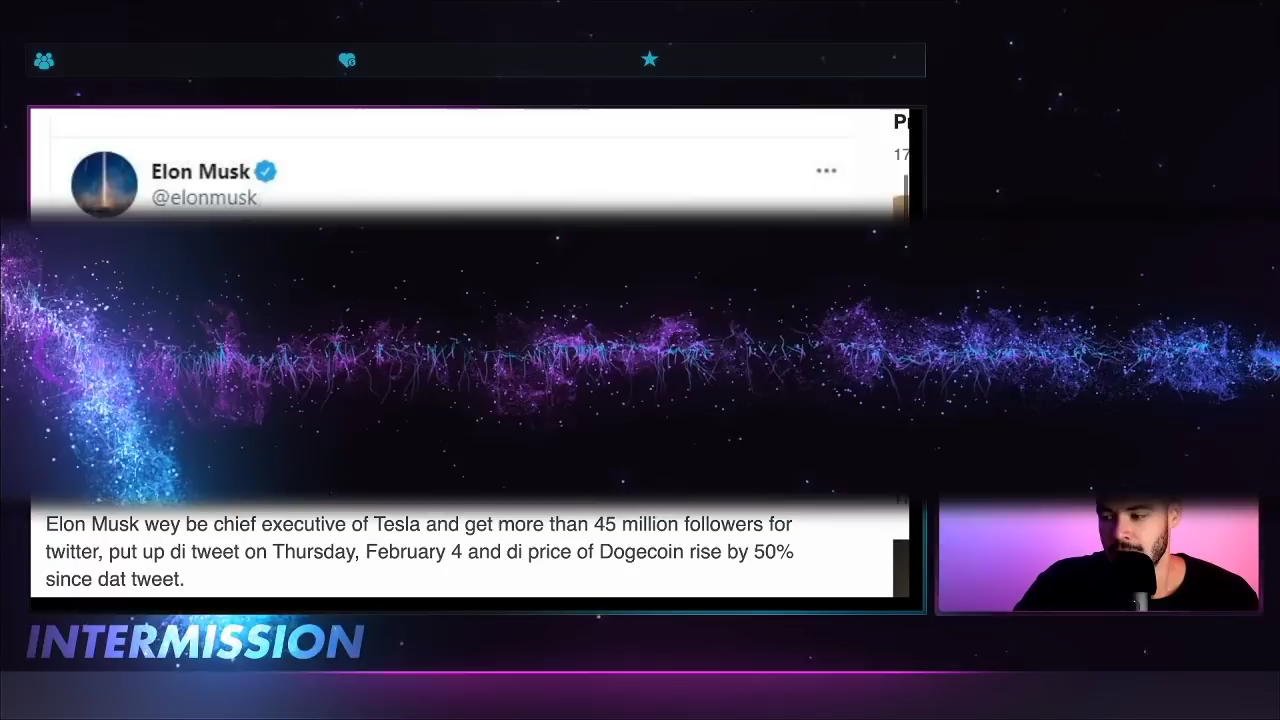 Elon Musk
@elonmusk
17
Elon Musk wey be chief executive of Tesla and get more than 45 million followers for
twitter, put up di tweet on Thursday, February 4 and di price of Dogecoin rise by 50%
since dat tweet.
INTERMISSION